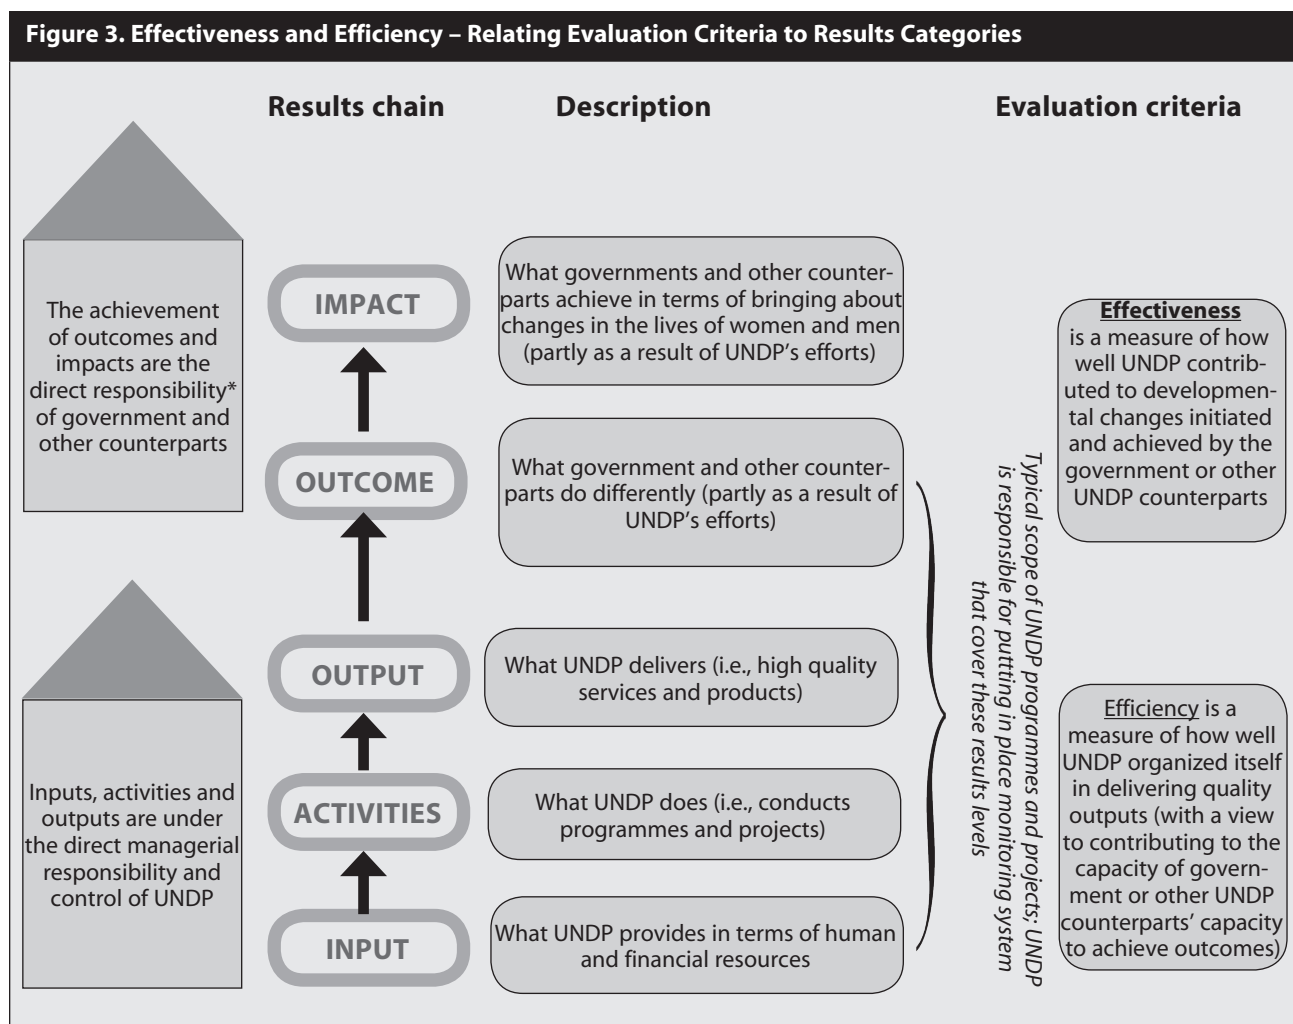 Figure 3. Effectiveness and Efficiency – Relating Evaluation Criteria to Results Categories
Results chain
Description
Evaluation criteria
The achievement
of outcomes and
impacts are the
direct responsibility*
of government and
other counterparts
IMPACT
What governments and other counter-
parts achieve in terms of bringing about
changes in the lives of women and men
(partly as a result of UNDP's efforts)
Effectiveness
is a measure of how
well UNDP contrib-
uted to developmen-
tal changes initiated
and achieved by the
government or other
UNDP counterparts
OUTCOME
What government and other counter-
parts do differently (partly as a result of
UNDP's efforts)
Typical scope of UNDP programmes and projects; UNDP
is responsible for puttting in place monitoring system
that cover these results levels
Inputs, activities and
outputs are under
the direct managerial
responsibility and
control of UNDP
OUTPUT
What UNDP delivers (i.e., high quality
services and products)
ACTIVITIES
What UNDP does (i.e., conducts
programmes and projects)
INPUT
What UNDP provides in terms of human
and financial resources
Efficiency is a
measure of how well
UNDP organized itself
in delivering quality
outputs (with a view
to contributing to the
capacity of govern-
ment or other UNDP
counterparts' capacity
to achieve outcomes)